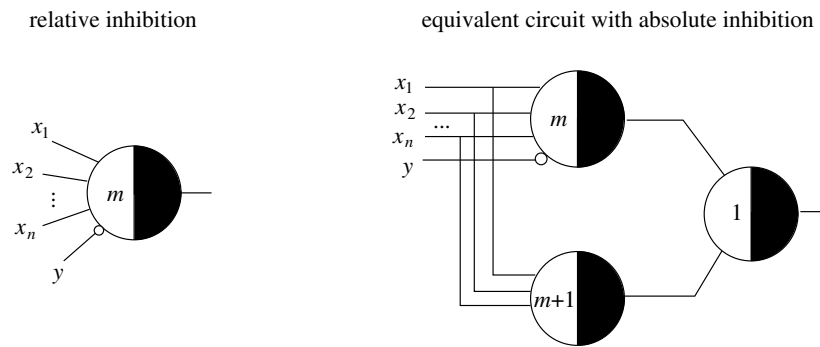 relative inhibition
equivalent circuit with absolute inhibition
x1
x2
⋮
xn
y
m
x1
x2
...
xn
y
m
m+1
1